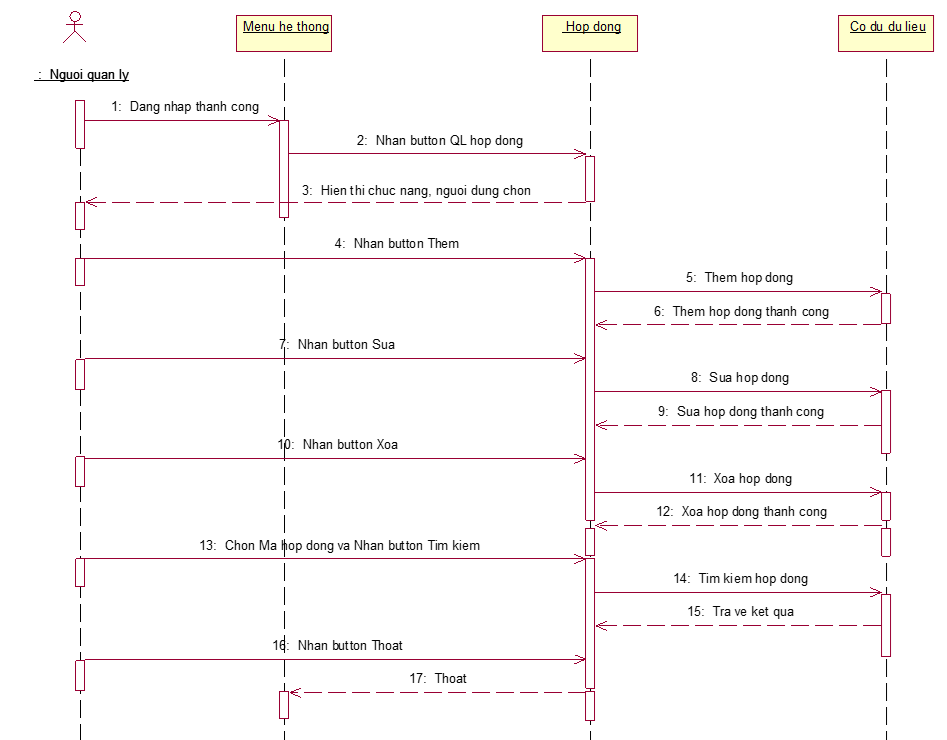 Menu he thong
Hop dong
Co du du lieu
: Nguoi quan ly
1: Dang nhap thanh cong
2: Nhan button QL hop dong
3: Hien thi chuc nang, nguoi dung chon
4: Nhan button Them
5: Them hop dong
6: Them hop dong thanh cong
7: Nhan button Sua
8: Sua hop dong
9: Sua hop dong thanh cong
10: Nhan button Xoa
11: Xoa hop dong
12: Xoa hop dong thanh cong
13: Chon Ma hop dong va Nhan button Tim kiem
14: Tim kiem hop dong
15: Tra ve ket qua
16: Nhan button Thoat
17: Thoat